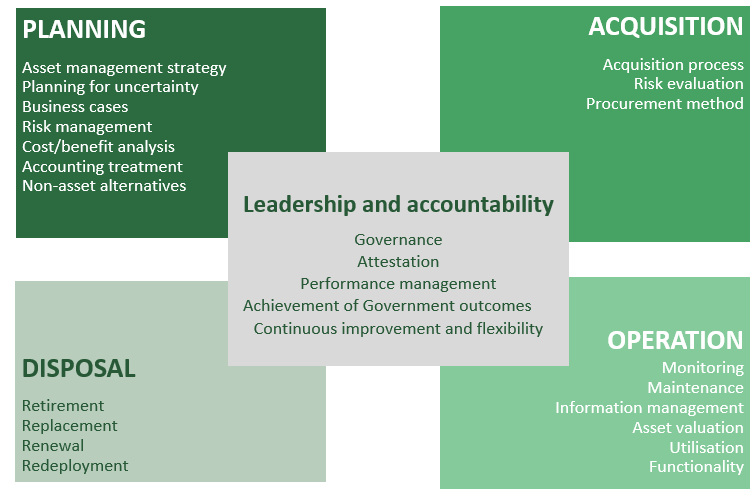 PLANNING
Asset management strategy
Planning for uncertainty
Business cases
Risk management
Cost/benefit analysis
Accounting treatment
Non-asset alternatives
ACQUISITION
Acquisition process
Risk evaluation
Procurement method
Leadership and accountability
Governance
Attestation
Performance management
Achievement of Government outcomes
Continuous improvement and flexibility
DISPOSAL
Retirement
Replacement
Renewal
Redeployment
OPERATION
Monitoring
Maintenance
Information management
Asset valuation
Utilisation
Functionality